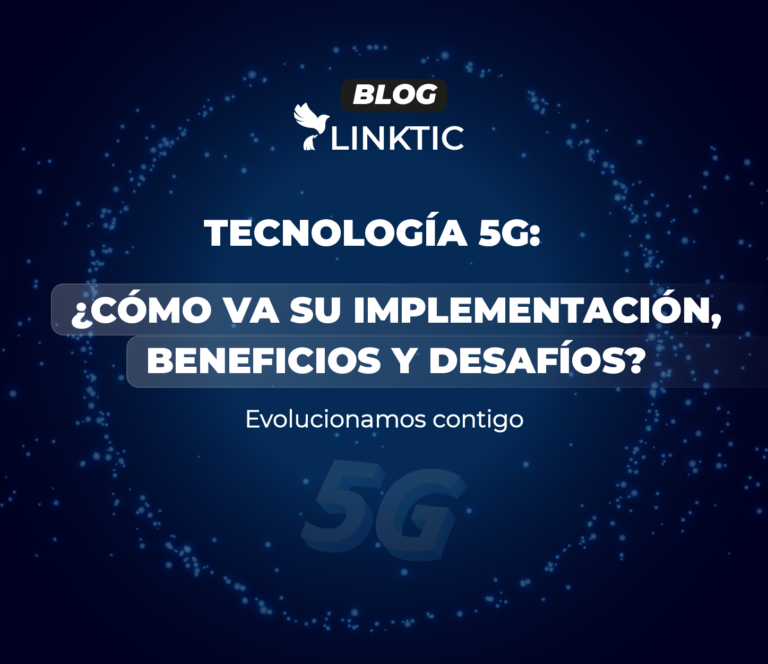 BLOG
LINKTIC
TECNOLOGÍA 5G:
¿CÓMO VA SU IMPLEMENTACIÓN,
BENEFICIOS Y DESAFÍOS?
Evolucionamos contigo
5G